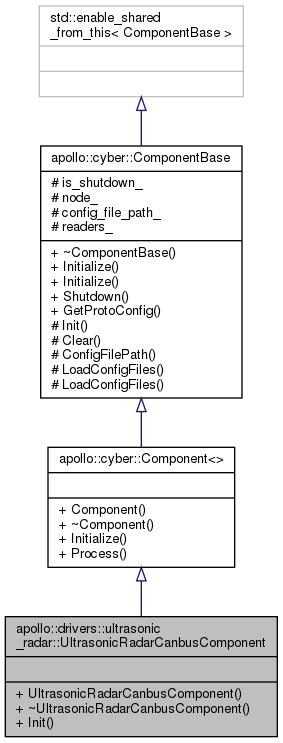 std::enable_shared
_from_this< ComponentBase >
apollo::cyber::ComponentBase
# is_shutdown_
# node_
# config_file_path_
# readers_
+ ~ComponentBase()
+ Initialize()
+ Initialize()
+ Shutdown()
+ GetProtoConfig()
# Init()
# Clear()
# ConfigFilePath()
# LoadConfigFiles()
# LoadConfigFiles()
apollo::cyber::Component<>
+ Component()
+ ~Component()
+ Initialize()
+ Process()
apollo::drivers::ultrasonic
_radar::UltrasonicRadarCanbusComponent
+ UltrasonicRadarCanbusComponent()
+ ~UltrasonicRadarCanbusComponent()
+ Init()